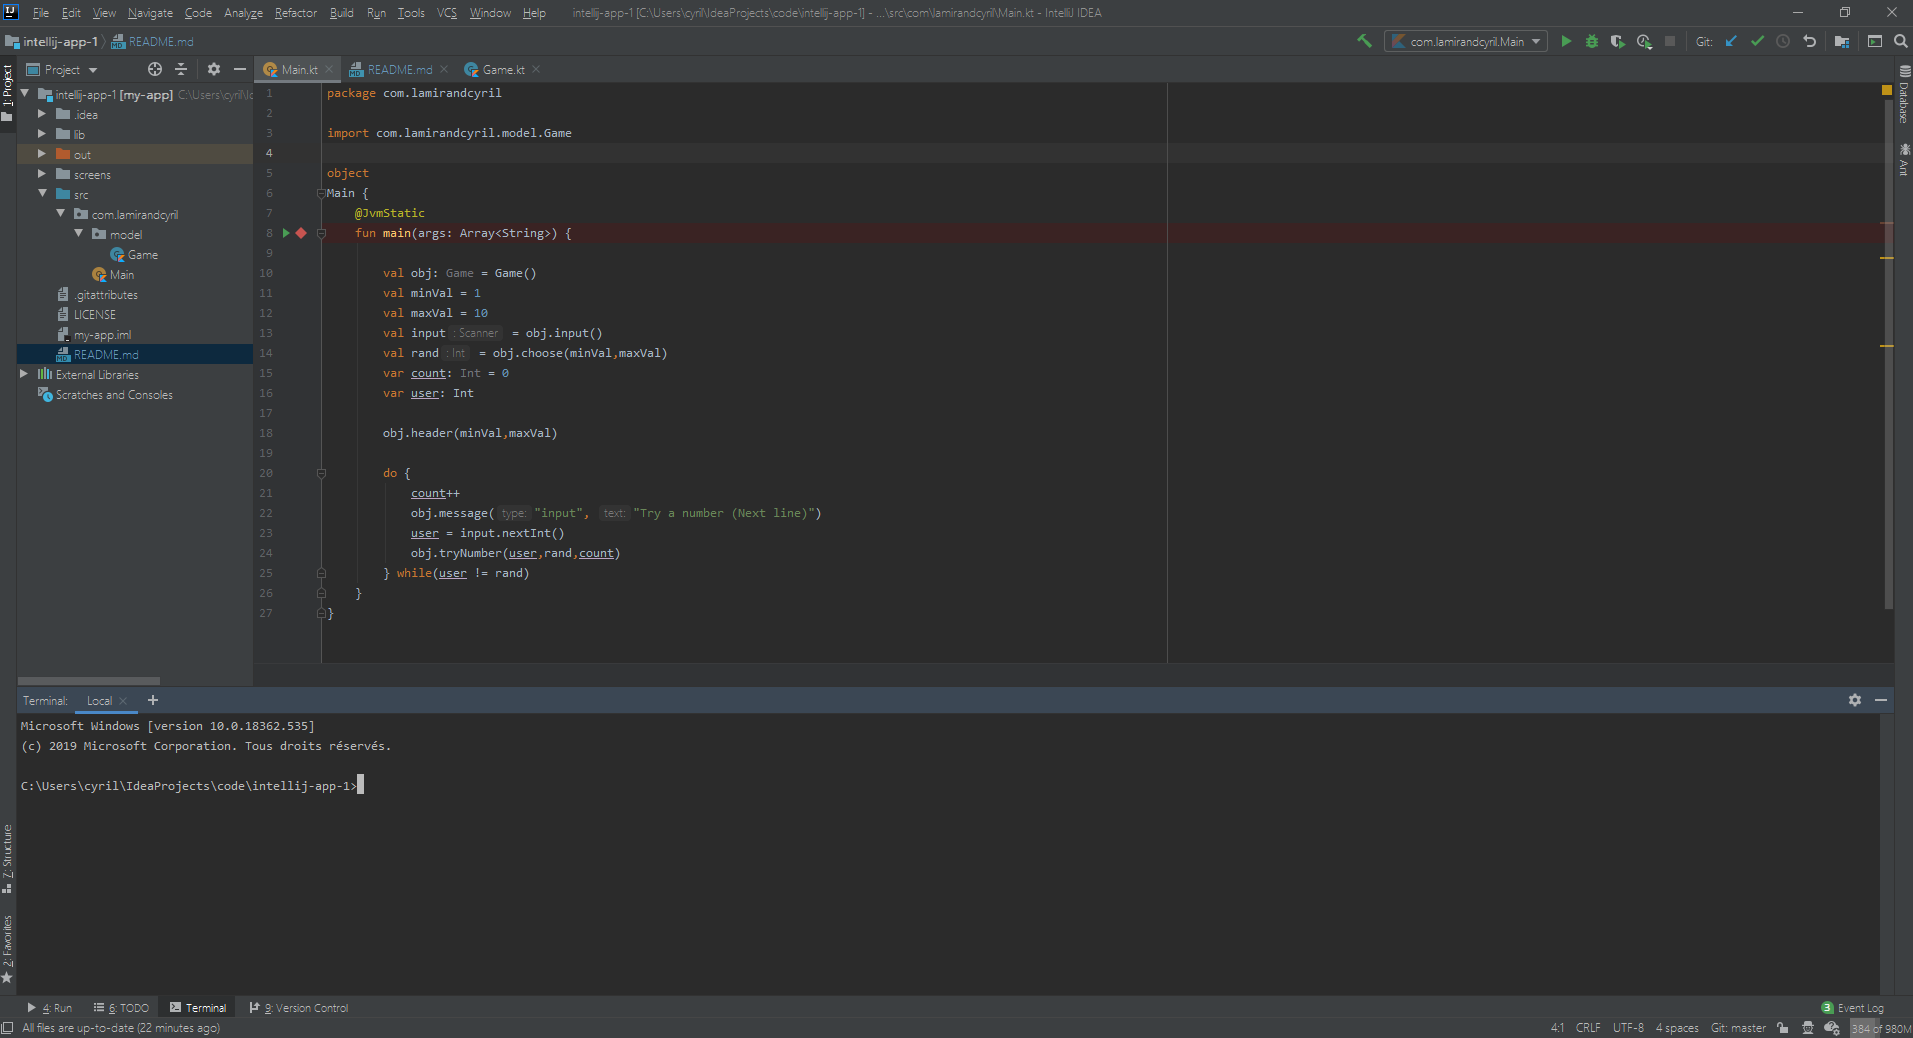 File Edit View Navigate Code Analyze Refactor Build Run Tools VCS Window Help intellij-app-1 [C:\Users\cyril\IdeaProjects\code\intellij-app-1] - ...\src\com\lamirandcyril\Main.kt - IntelliJ IDEA
intellij-app-1 README.md com.lamirandcyril.Main Git:
Project Main.kt README.md Game.kt
1: Project
intellij-app-1 [my-app] C:\Users\cyril\Id
.idea
lib
out
screens
src
com.lamirandcyril
model
Game
Main
.gitattributes
LICENSE
my-app.iml
README.md
External Libraries
Scratches and Consoles
1 package com.lamirandcyril
2
3 import com.lamirandcyril.model.Game
4
5 object
6 Main {
7 @JvmStatic
8 fun main(args: Array<String>) {
9
10 val obj: Game = Game()
11 val minVal = 1
12 val maxVal = 10
13 val input : Scanner = obj.input()
14 val rand : Int = obj.choose(minVal,maxVal)
15 var count: Int = 0
16 var user: Int
17
18 obj.header(minVal,maxVal)
19
20 do {
21 count++
22 obj.message( type: "input", text: "Try a number (Next line)")
23 user = input.nextInt()
24 obj.tryNumber(user,rand,count)
25 } while(user != rand)
26 }
27 }
Database
Ant
Terminal: Local +
Microsoft Windows [version 10.0.18362.535]
(c) 2019 Microsoft Corporation. Tous droits réservés.
C:\Users\cyril\IdeaProjects\code\intellij-app-1>
7: Structure
2: Favorites
4: Run 6: TODO Terminal 9: Version Control 3 Event Log
All files are up-to-date (22 minutes ago) 4:1 CRLF UTF-8 4 spaces Git: master 384 of 980M